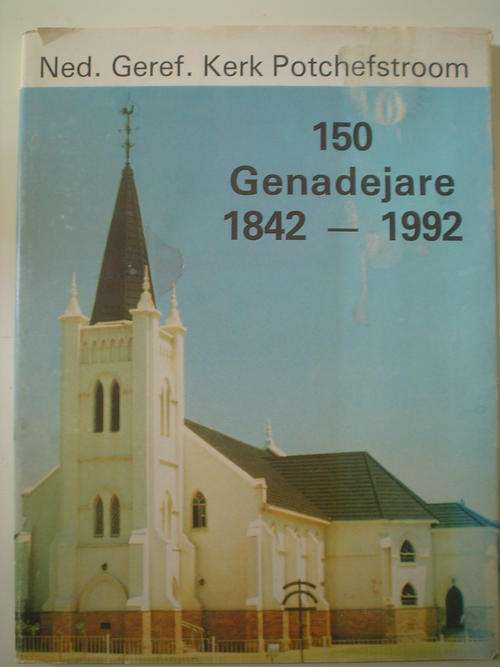 Ned. Geref. Kerk Potchefstroom
150
Genadejare
1842 — 1992